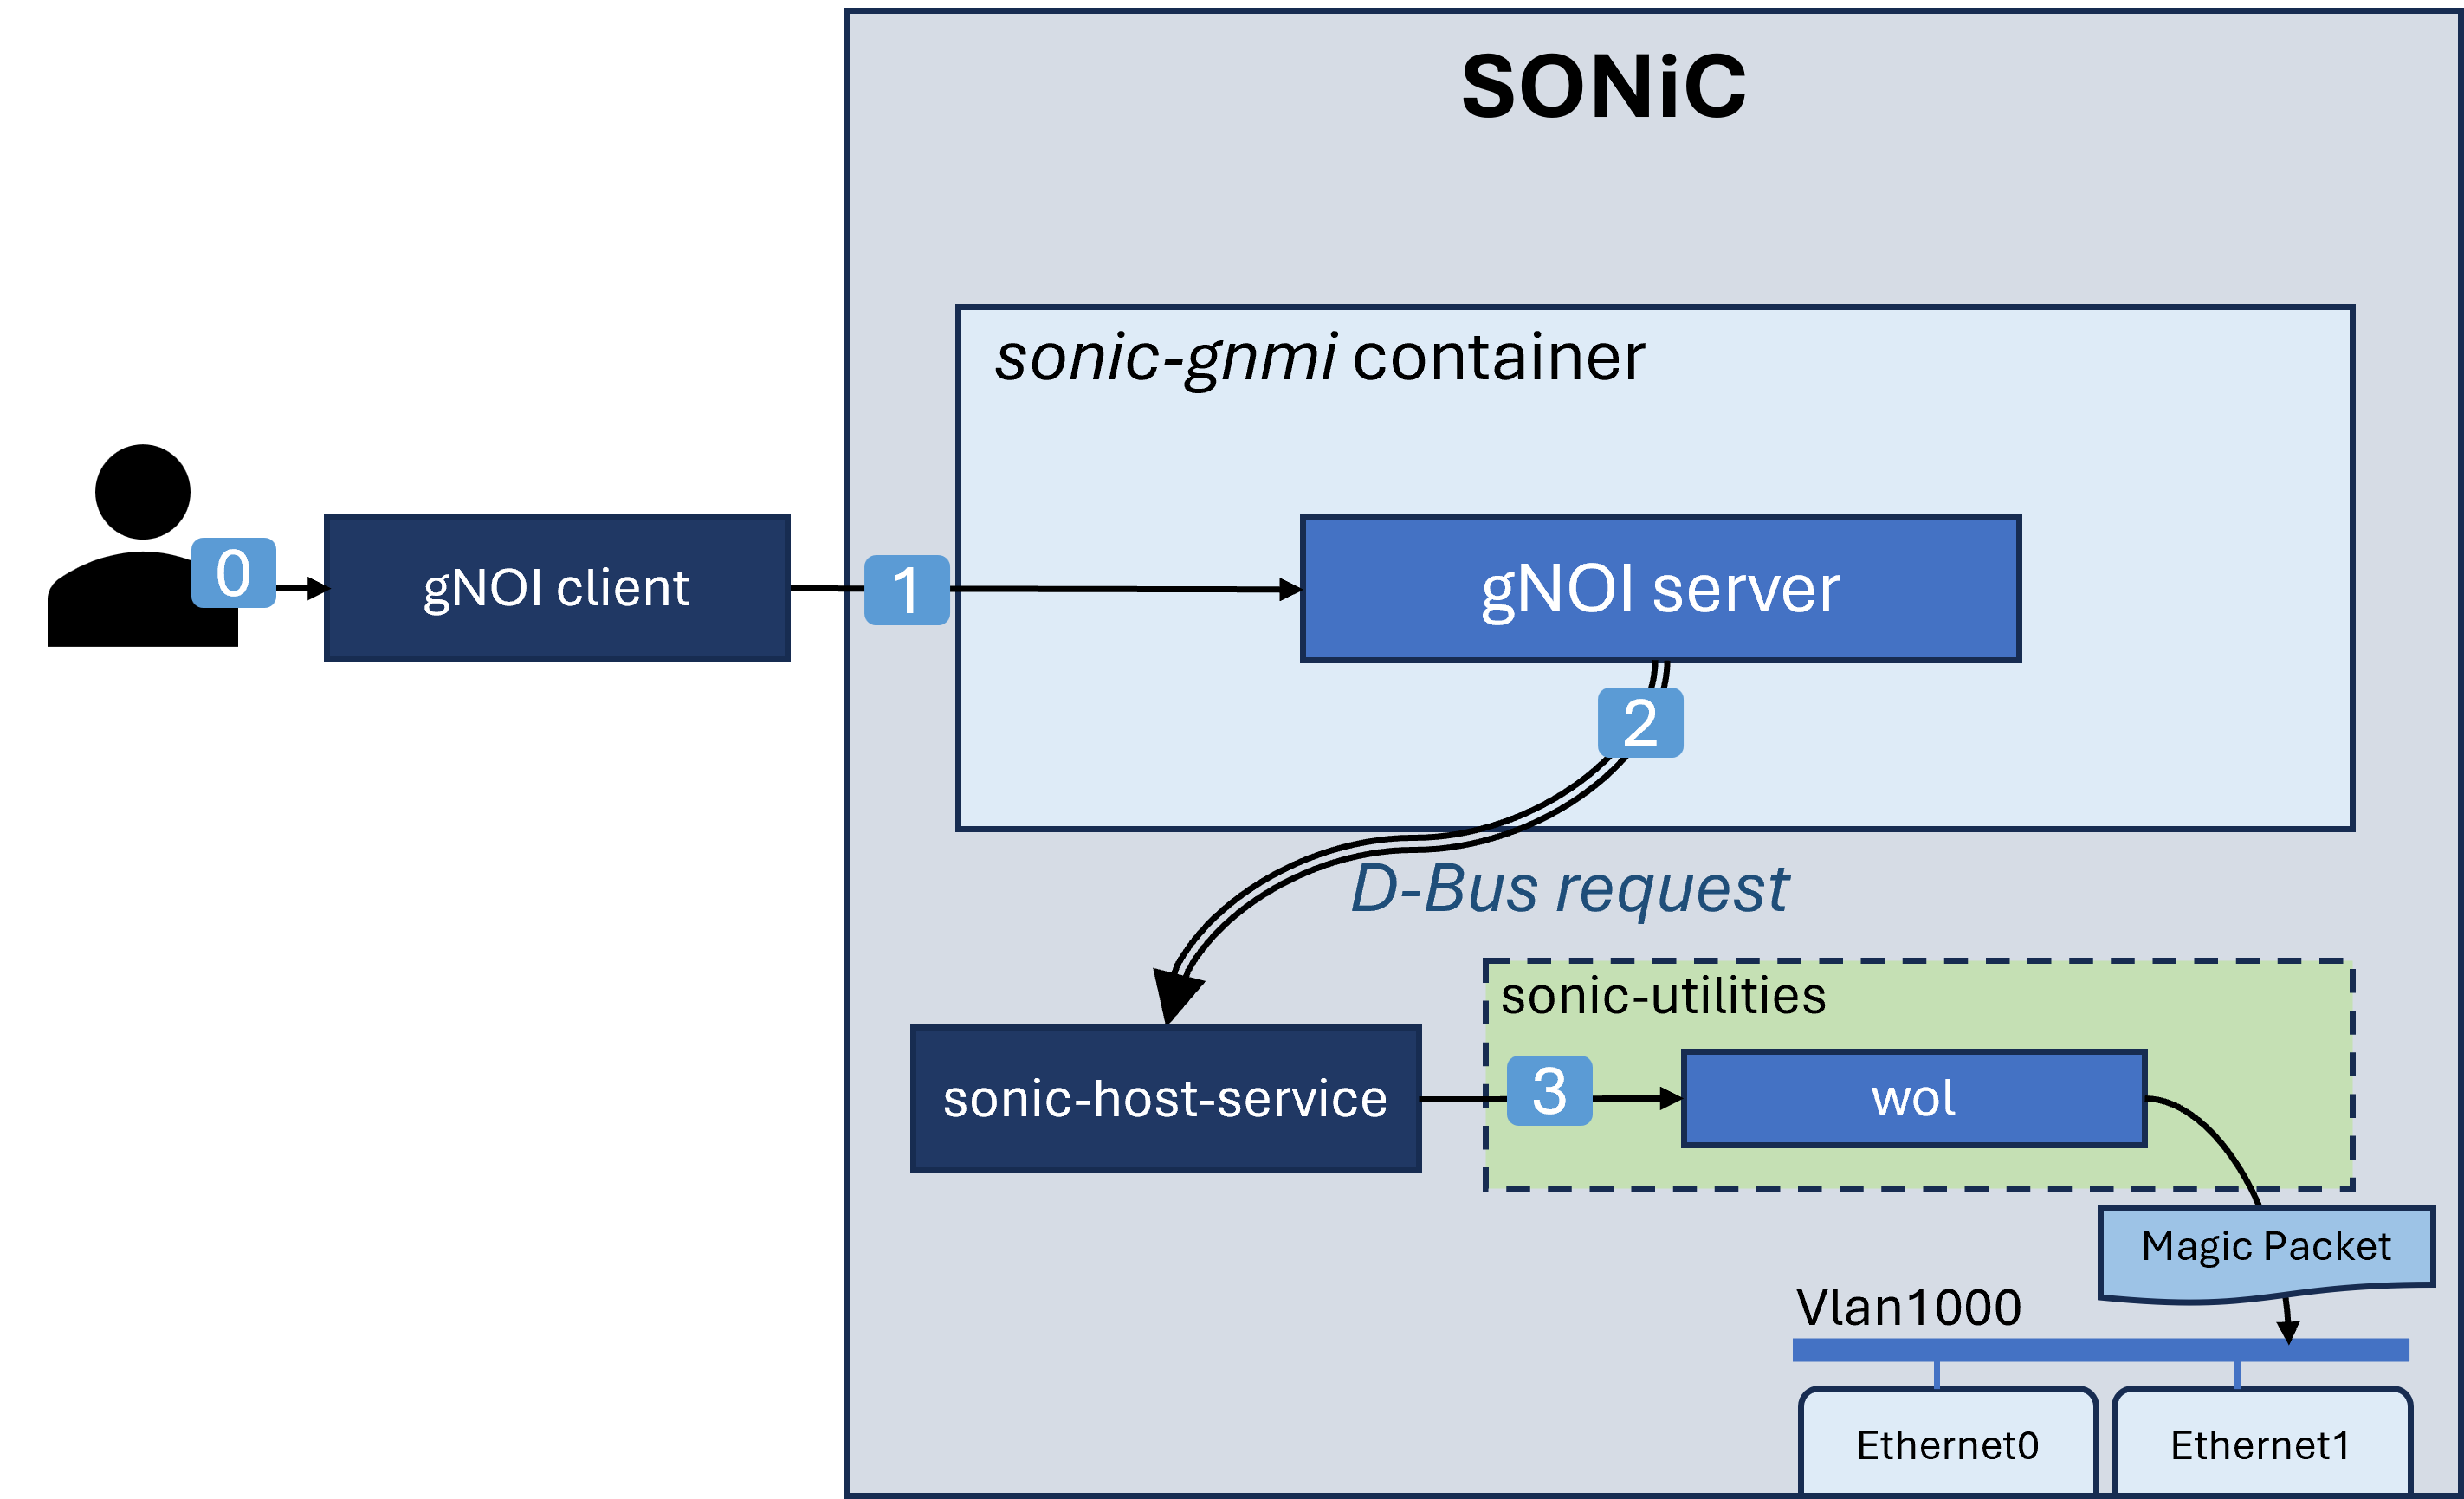 SONiC
sonic-gnmi container
0
gNOI client
1
gNOI server
2
D-Bus request
sonic-utilities
sonic-host-service
3
wol
Magic Packet
Vlan1000
Ethernet0
Ethernet1